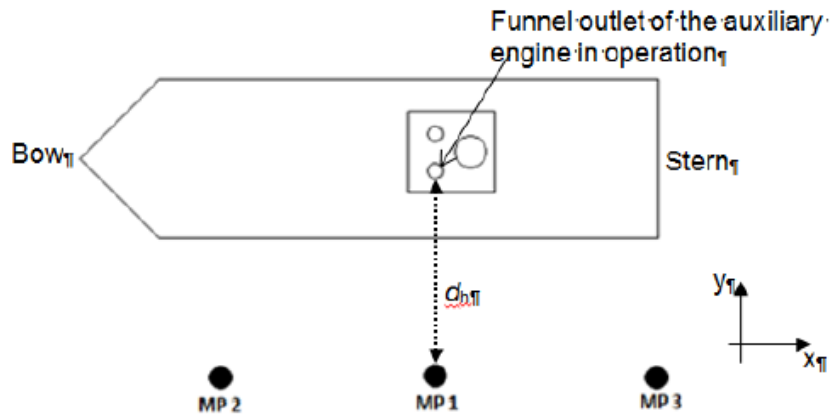 Funnel·outlet·of·the·auxiliary·
engine·in·operation¶
Bow¶
Stern¶
dh¶
y¶
x¶
MP 2
MP 1
MP 3